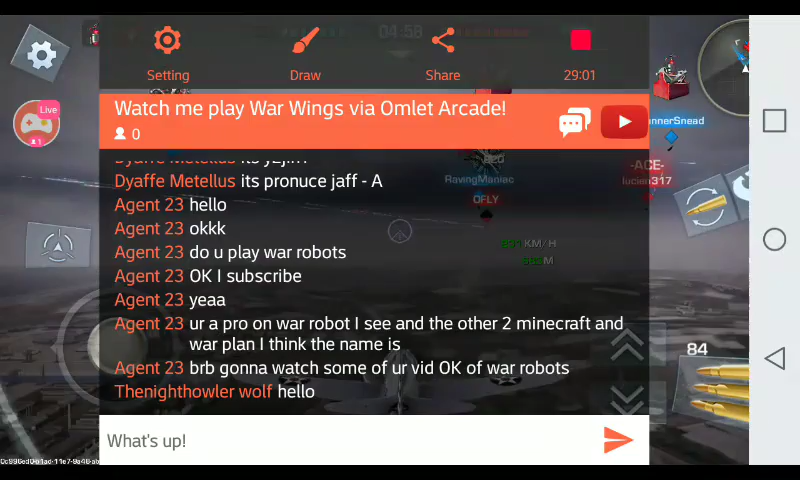 04:58
Setting
Draw
Share
29:01
Live
Watch me play War Wings via Omlet Arcade!
0
Dyaffe Metellus its pronuce jaff - A
Agent 23 hello
Agent 23 okkk
Agent 23 do u play war robots
Agent 23 OK I subscribe
Agent 23 yeaa
Agent 23 ur a pro on war robot I see and the other 2 minecraft and
war plan I think the name is
Agent 23 brb gonna watch some of ur vid OK of war robots
Thenighthowler wolf hello
What's up!
RavingManiac
OFLY
KM/H
M
unnerSnead
-ACE-
lucien317
84